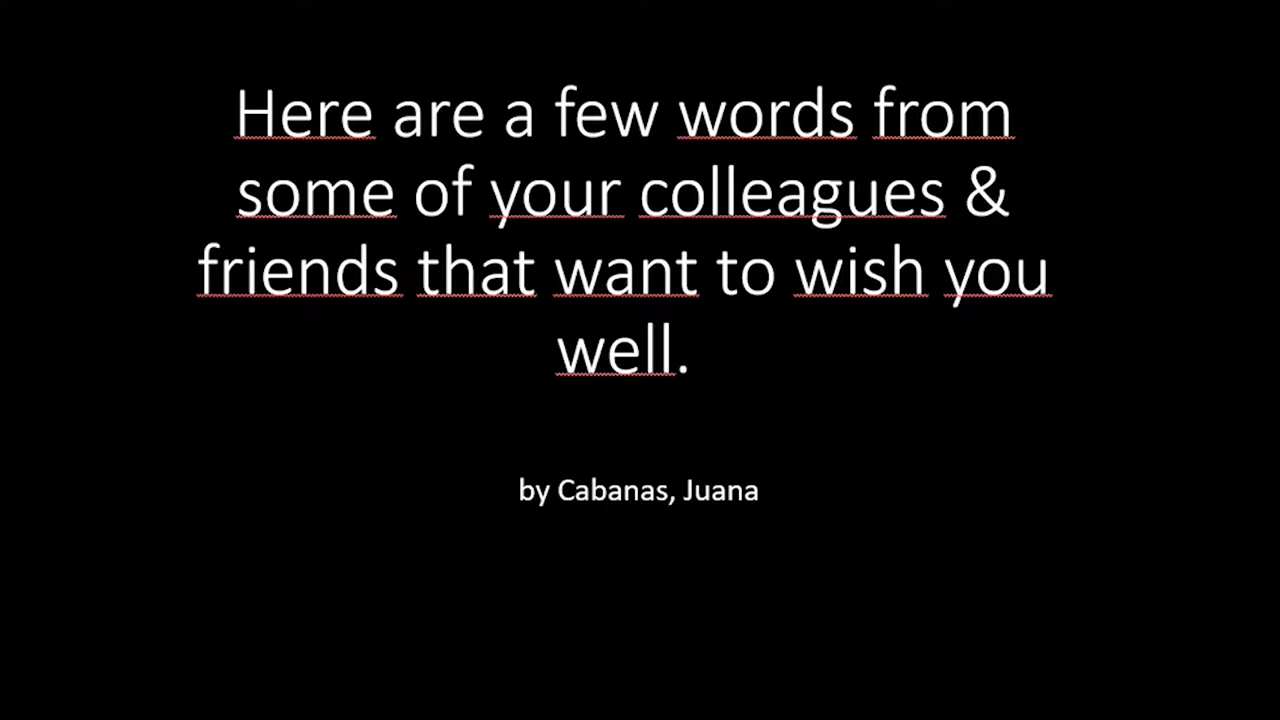 Here are a few words from
some of your colleagues &
friends that want to wish you
well.
by Cabanas, Juana